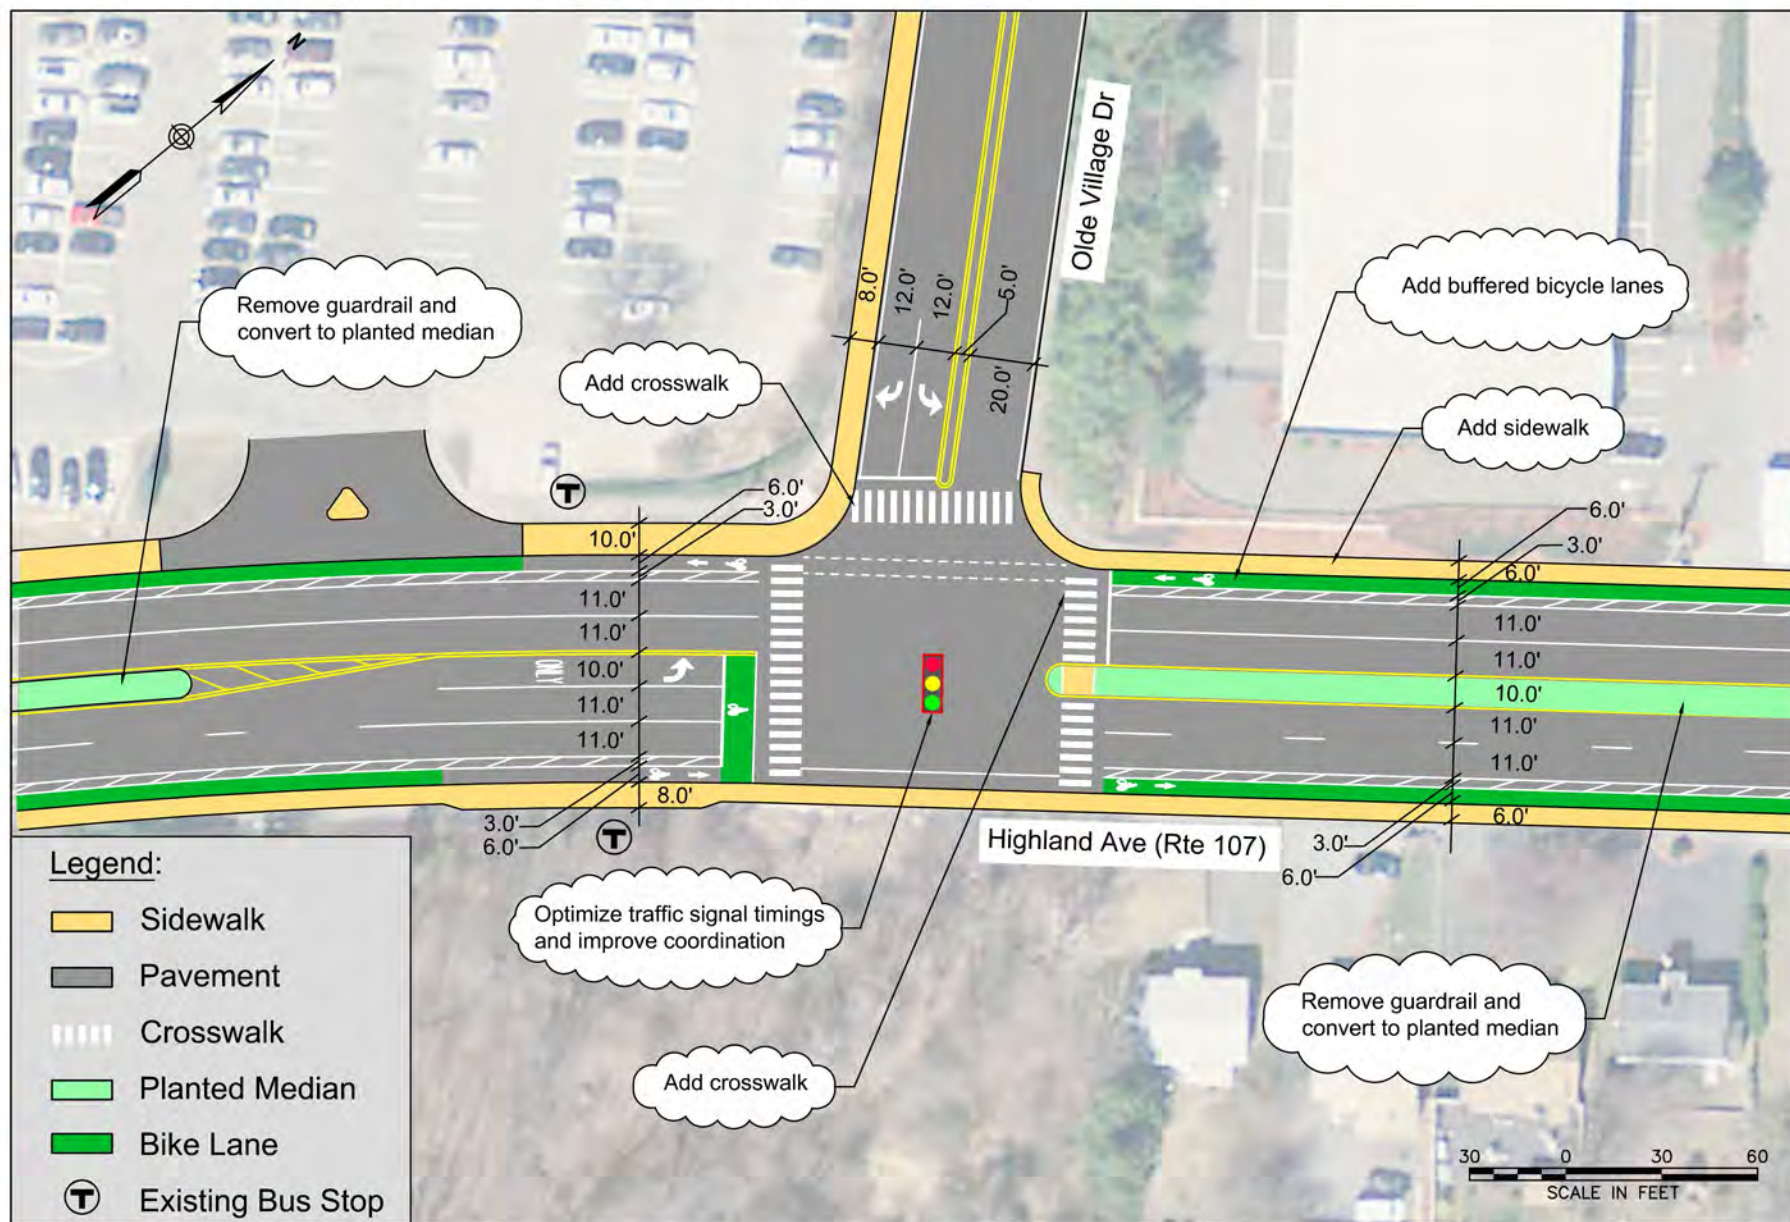 N
Olde Village Dr
Remove guardrail and
convert to planted median
Add crosswalk
Add buffered bicycle lanes
Add sidewalk
8.0'
12.0'
12.0'
5.0'
20.0'
6.0'
3.0'
10.0'
11.0'
11.0'
10.0'
11.0'
11.0'
8.0'
3.0'
6.0'
ONLY
T
T
6.0'
3.0'
6.0'
11.0'
11.0'
10.0'
11.0'
11.0'
6.0'
3.0'
6.0'
Highland Ave (Rte 107)
Optimize traffic signal timings
and improve coordination
Add crosswalk
Remove guardrail and
convert to planted median
Legend:
Sidewalk
Pavement
Crosswalk
Planted Median
Bike Lane
T Existing Bus Stop
30 0 30 60
SCALE IN FEET